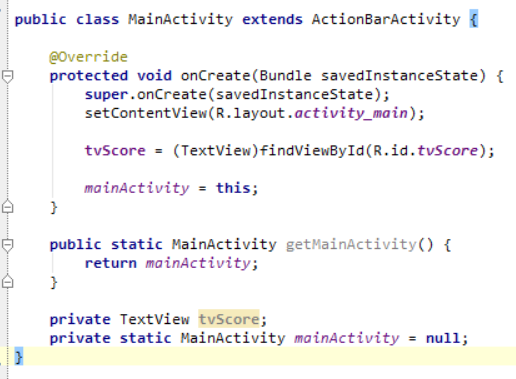 public class MainActivity extends ActionBarActivity {
@Override
protected void onCreate(Bundle savedInstanceState) {
super.onCreate(savedInstanceState);
setContentView(R.layout.activity_main);
tvScore = (TextView)findViewById(R.id.tvScore);
mainActivity = this;
}
public static MainActivity getMainActivity() {
return mainActivity;
}
private TextView tvScore;
private static MainActivity mainActivity = null;
}